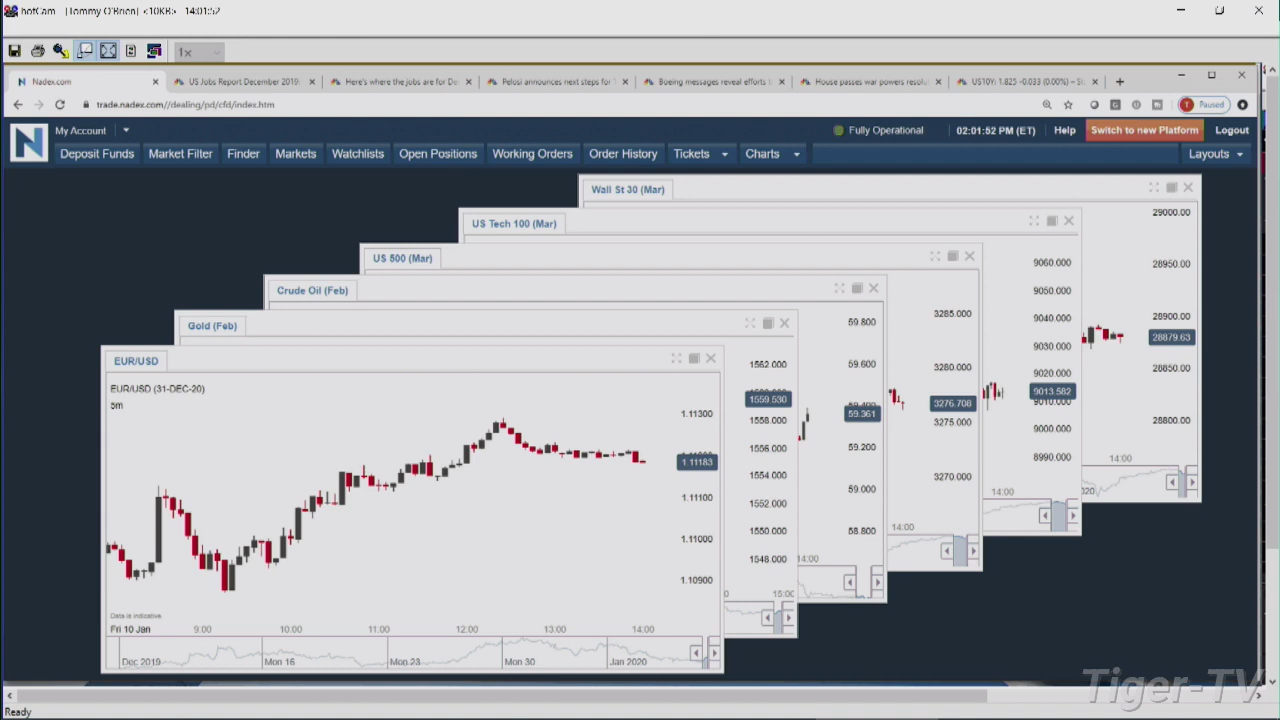 hotCam - [Tommy O'Brien] <10KB> 14:01:52
1x
Nadex.com
US Jobs Report December 2019:
Here's where the jobs are for De
Pelosi announces next steps for
Boeing messages reveal efforts t
House passes war powers resolu
US10Y: 1.825 -0.033 (0.00%) – St
trade.nadex.com//dealing/pd/cfd/index.htm
T Paused
N
My Account
Fully Operational
02:01:52 PM (ET)
Help
Switch to new Platform
Logout
Deposit Funds
Market Filter
Finder
Markets
Watchlists
Open Positions
Working Orders
Order History
Tickets
Charts
Layouts
Wall St 30 (Mar)
29000.00
28950.00
28900.00
28879.63
28850.00
28800.00
14:00
2020
US Tech 100 (Mar)
9060.000
9050.000
9040.000
9030.000
9020.000
9013.582
9010.000
9000.000
8990.000
14:00
US 500 (Mar)
3285.000
3280.000
3276.708
3275.000
3270.000
14:00
Crude Oil (Feb)
59.800
59.600
59.400
59.361
59.200
59.000
58.800
14:00
Gold (Feb)
1562.000
1559.530
1558.000
1556.000
1554.000
1552.000
1550.000
1548.000
15:00
EUR/USD
EUR/USD (31-DEC-20)
5m
1.11300
1.11183
1.11100
1.11000
1.10900
Data is indicative
Fri 10 Jan 9:00 10:00 11:00 12:00 13:00 14:00
Dec 2019 Mon 16 Mon 23 Mon 30 Jan 2020
Tiger-TV
Ready